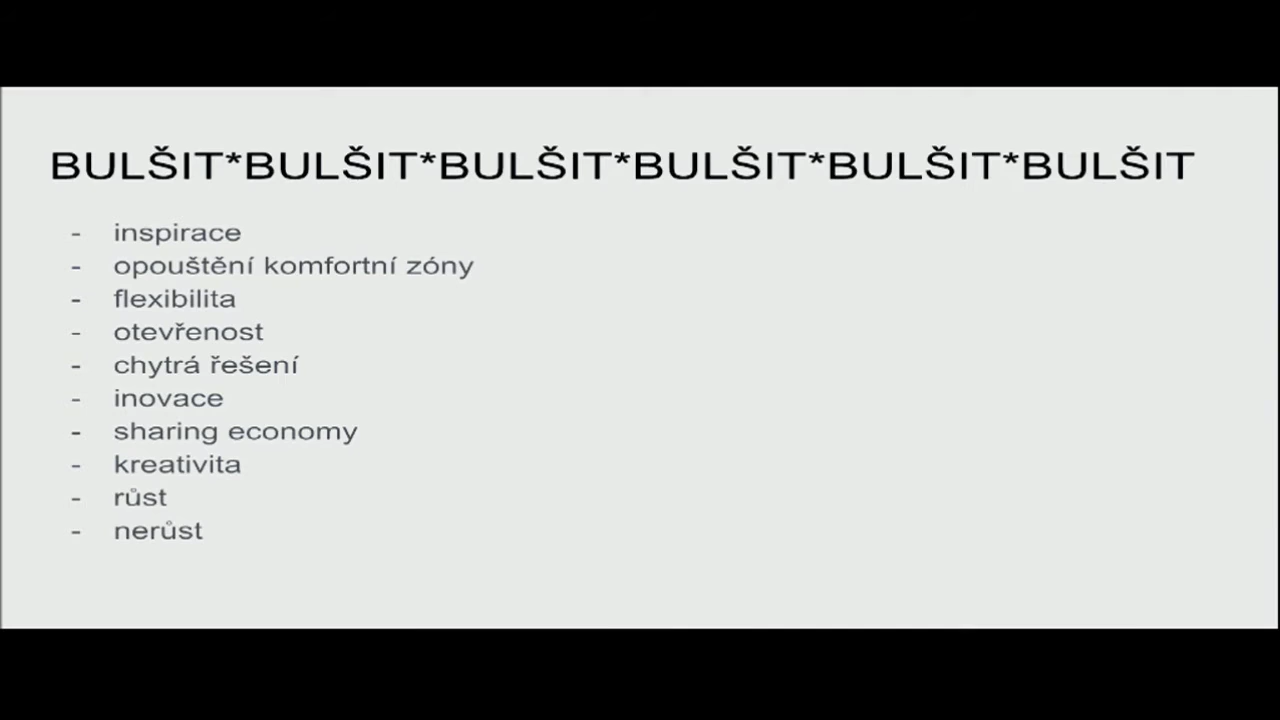 BULŠIT*BULŠIT*BULŠIT*BULŠIT*BULŠIT*BULŠIT
- inspirace
- opouštění komfortní zóny
- flexibilita
- otevřenost
- chytrá řešení
- inovace
- sharing economy
- kreativita
- růst
- nerůst